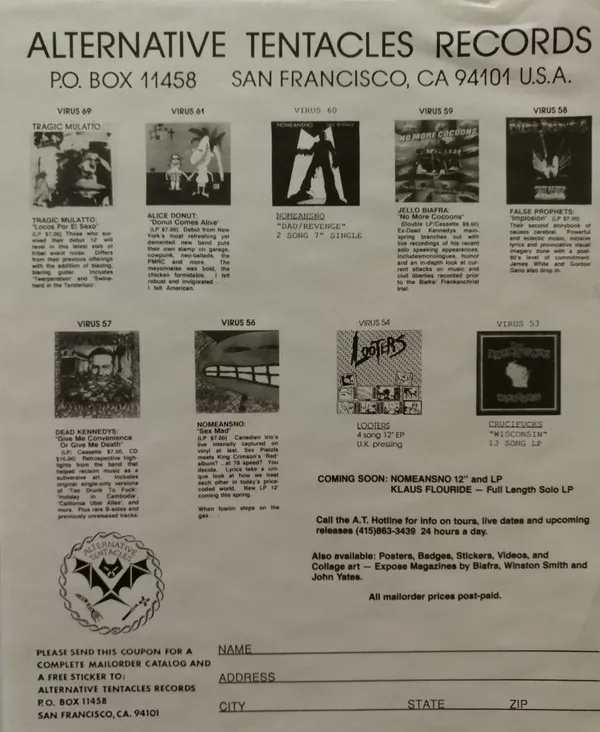 ALTERNATIVE TENTACLES RECORDS
P.O. BOX 11458 SAN FRANCISCO, CA 94101 U.S.A.
VIRUS 69
TRAGIC MULATTO
TRAGIC MULATTO:
"Locos Por El Sexo"
(LP $7.00) Those who sur-
vived their debut 12" will
revel in this latest slab of
tribal event noise. Differs
from their previous offerings
with the addition of blazing,
blaring guitar. Includes
"Twerpenstein" and "Swine-
herd in the Tenderloin".
VIRUS 61
ALICE DONUT:
"Donut Comes Alive"
(LP $7.00) Debut from New
York's most refreshing yet
demented new band puts
their own stamp on garage,
cowpunk, neo-ballads, the
PMRC and more. The
mayonnaise was bold, the
chicken formidable. I felt
robust and invigorated . . .
I felt American.
VIRUS 60
NOMEANSNO
NOMEANSNO
"DAD/REVENGE"
2 SONG 7" SINGLE
VIRUS 59
NO MORE COCOONS
JELLO BIAFRA:
"No More Cocoons"
(Double LP/Cassette $8.00)
Ex-Dead Kennedys main-
spring branches out with
live recordings of his recent
solo speaking appearances.
Includes monologues, humor
and an in-depth look at cur-
rent attacks on music and
civil liberties recorded prior
to the Biafra/ Frankenchrist
trial.
VIRUS 58
FALSE PROPHETS:
"Implosion" (LP $7.00)
Their second storybook of
causes cerebral. Powerful
and eclectic music, incisive
lyrics and provocative visual
imagery done with a post-
80's level of commitment.
James White and Gordon
Gano also drop in.
VIRUS 57
DEAD KENNEDYS:
"Give Me Convenience
Or Give Me Death"
(LP/ Cassette $7.00, CD
Retrospective high-
lights from the band that
helped reclaim music as a
subversive art. Includes
original single-only versions
of "Too Drunk To Fuck",
"Holiday in Cambodia",
"California Uber Alles", and
more. Plus rare B-sides and
previously unreleased tracks.
VIRUS 56
NOMEANSNO:
"Sex Mad"
(LP $7.00) Canadian trio's
live intensity captured on
vinyl at last. Sex Pistols
meets King Crimson's "Red"
album? ...at 78 speed? You
decide. Lyrics take a uni-
que look at how we treat
each other in today's price-
coded world. New LP 12"
coming this spring.
When fusion steps on the
gas . . .
VIRUS 54
LOOTERS
LOOTERS
4 song 12" EP
U.K. pressing
VIRUS 53
THE CRUCIFUCKS
WISCONSIN
CRUCIFUCKS
"WISCONSIN"
13 SONG LP
COMING SOON: NOMEANSNO 12" and LP
KLAUS FLOURIDE — Full Length Solo LP
Call the A.T. Hotline for info on tours, live dates and upcoming
releases (415)863-3439 24 hours a day.
Also available: Posters, Badges, Stickers, Videos, and
Collage art — Expose Magazines by Biafra, Winston Smith and
John Yates.
All mailorder prices post-paid.
ALTERNATIVE
TENTACLES
PLEASE SEND THIS COUPON FOR A
COMPLETE MAILORDER CATALOG AND
A FREE STICKER TO:
ALTERNATIVE TENTACLES RECORDS
P.O. BOX 11458
SAN FRANCISCO, CA. 94101
NAME
ADDRESS
CITY STATE ZIP